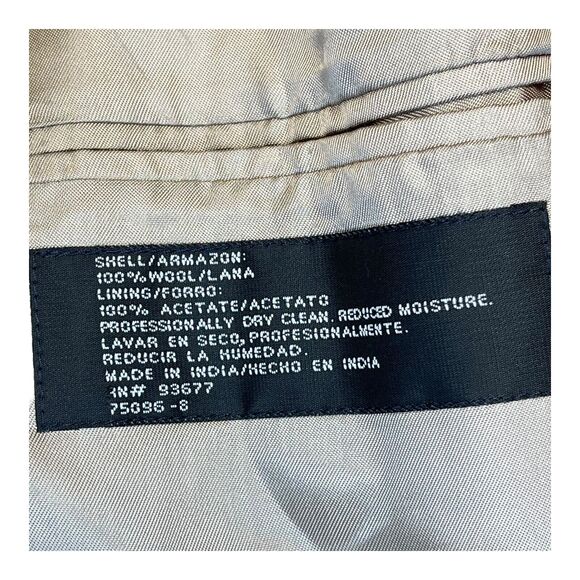 SHELL/ARMAZON:
100% WOOL/LANA
LINING/FORRO:
100% ACETATE/ACETATO
PROFESSIONALLY DRY CLEAN. REDUCED MOISTURE.
LAVAR EN SECO, PROFESIONALMENTE.
REDUCIR LA HUMEDAD.
MADE IN INDIA/HECHO EN INDIA
RN# 93677
75096-8